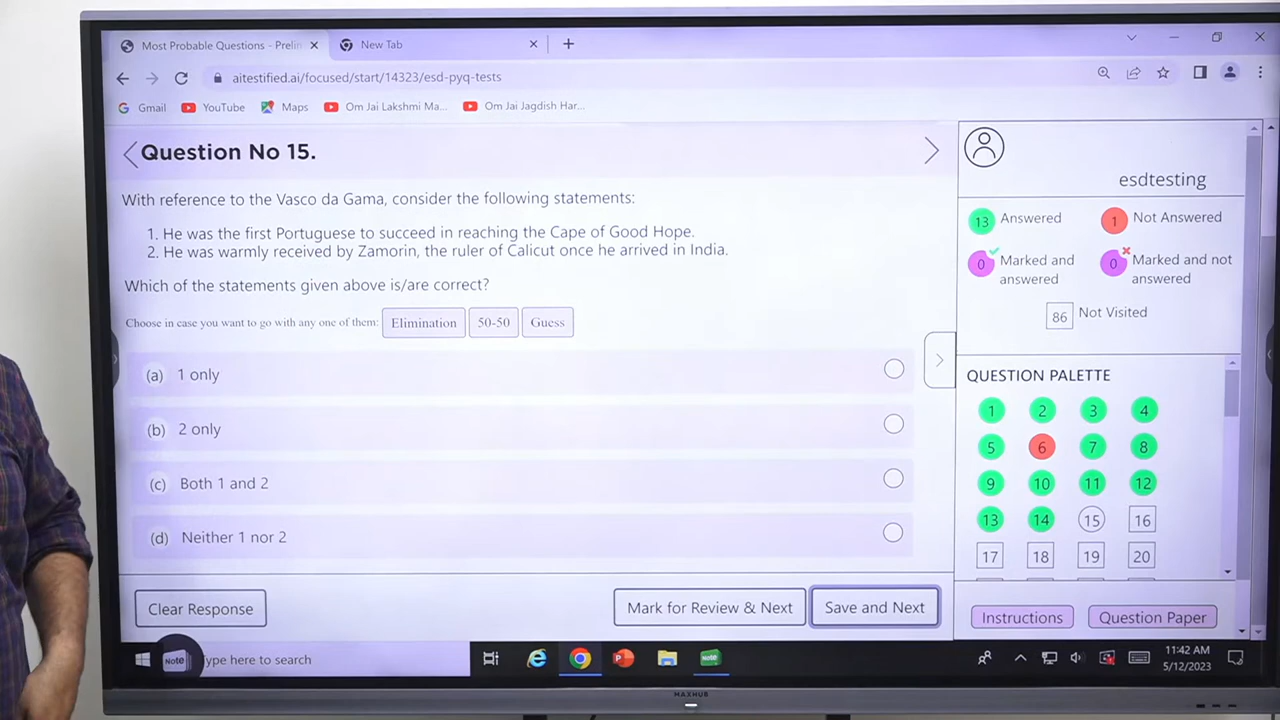 Most Probable Questions - Prelin
New Tab
aitestified.ai/focused/start/14323/esd-pyq-tests
Gmail
YouTube
Maps
Om Jai Lakshmi Ma...
Om Jai Jagdish Har...
Question No 15.
With reference to the Vasco da Gama, consider the following statements:
1. He was the first Portuguese to succeed in reaching the Cape of Good Hope.
2. He was warmly received by Zamorin, the ruler of Calicut once he arrived in India.
Which of the statements given above is/are correct?
Choose in case you want to go with any one of them: Elimination 50-50 Guess
(a) 1 only
(b) 2 only
(c) Both 1 and 2
(d) Neither 1 nor 2
Clear Response
Mark for Review & Next
Save and Next
esdtesting
13 Answered
1 Not Answered
0 Marked and answered
0 Marked and not answered
86 Not Visited
QUESTION PALETTE
1 2 3 4
5 6 7 8
9 10 11 12
13 14 15 16
17 18 19 20
Instructions
Question Paper
Note
ype here to search
Note
11:42 AM
5/12/2023
MAXHUB